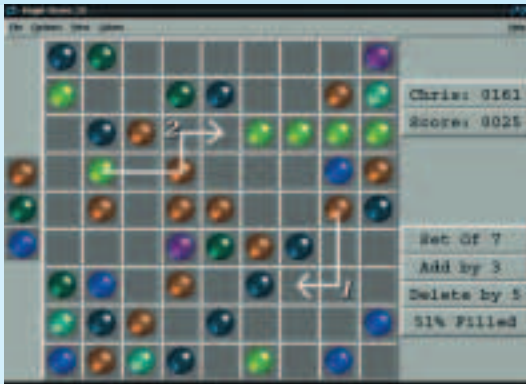 Chris: 0161
Score: 0025
2
1
Set Of 7
Add by 3
Delete by 5
51% Filled